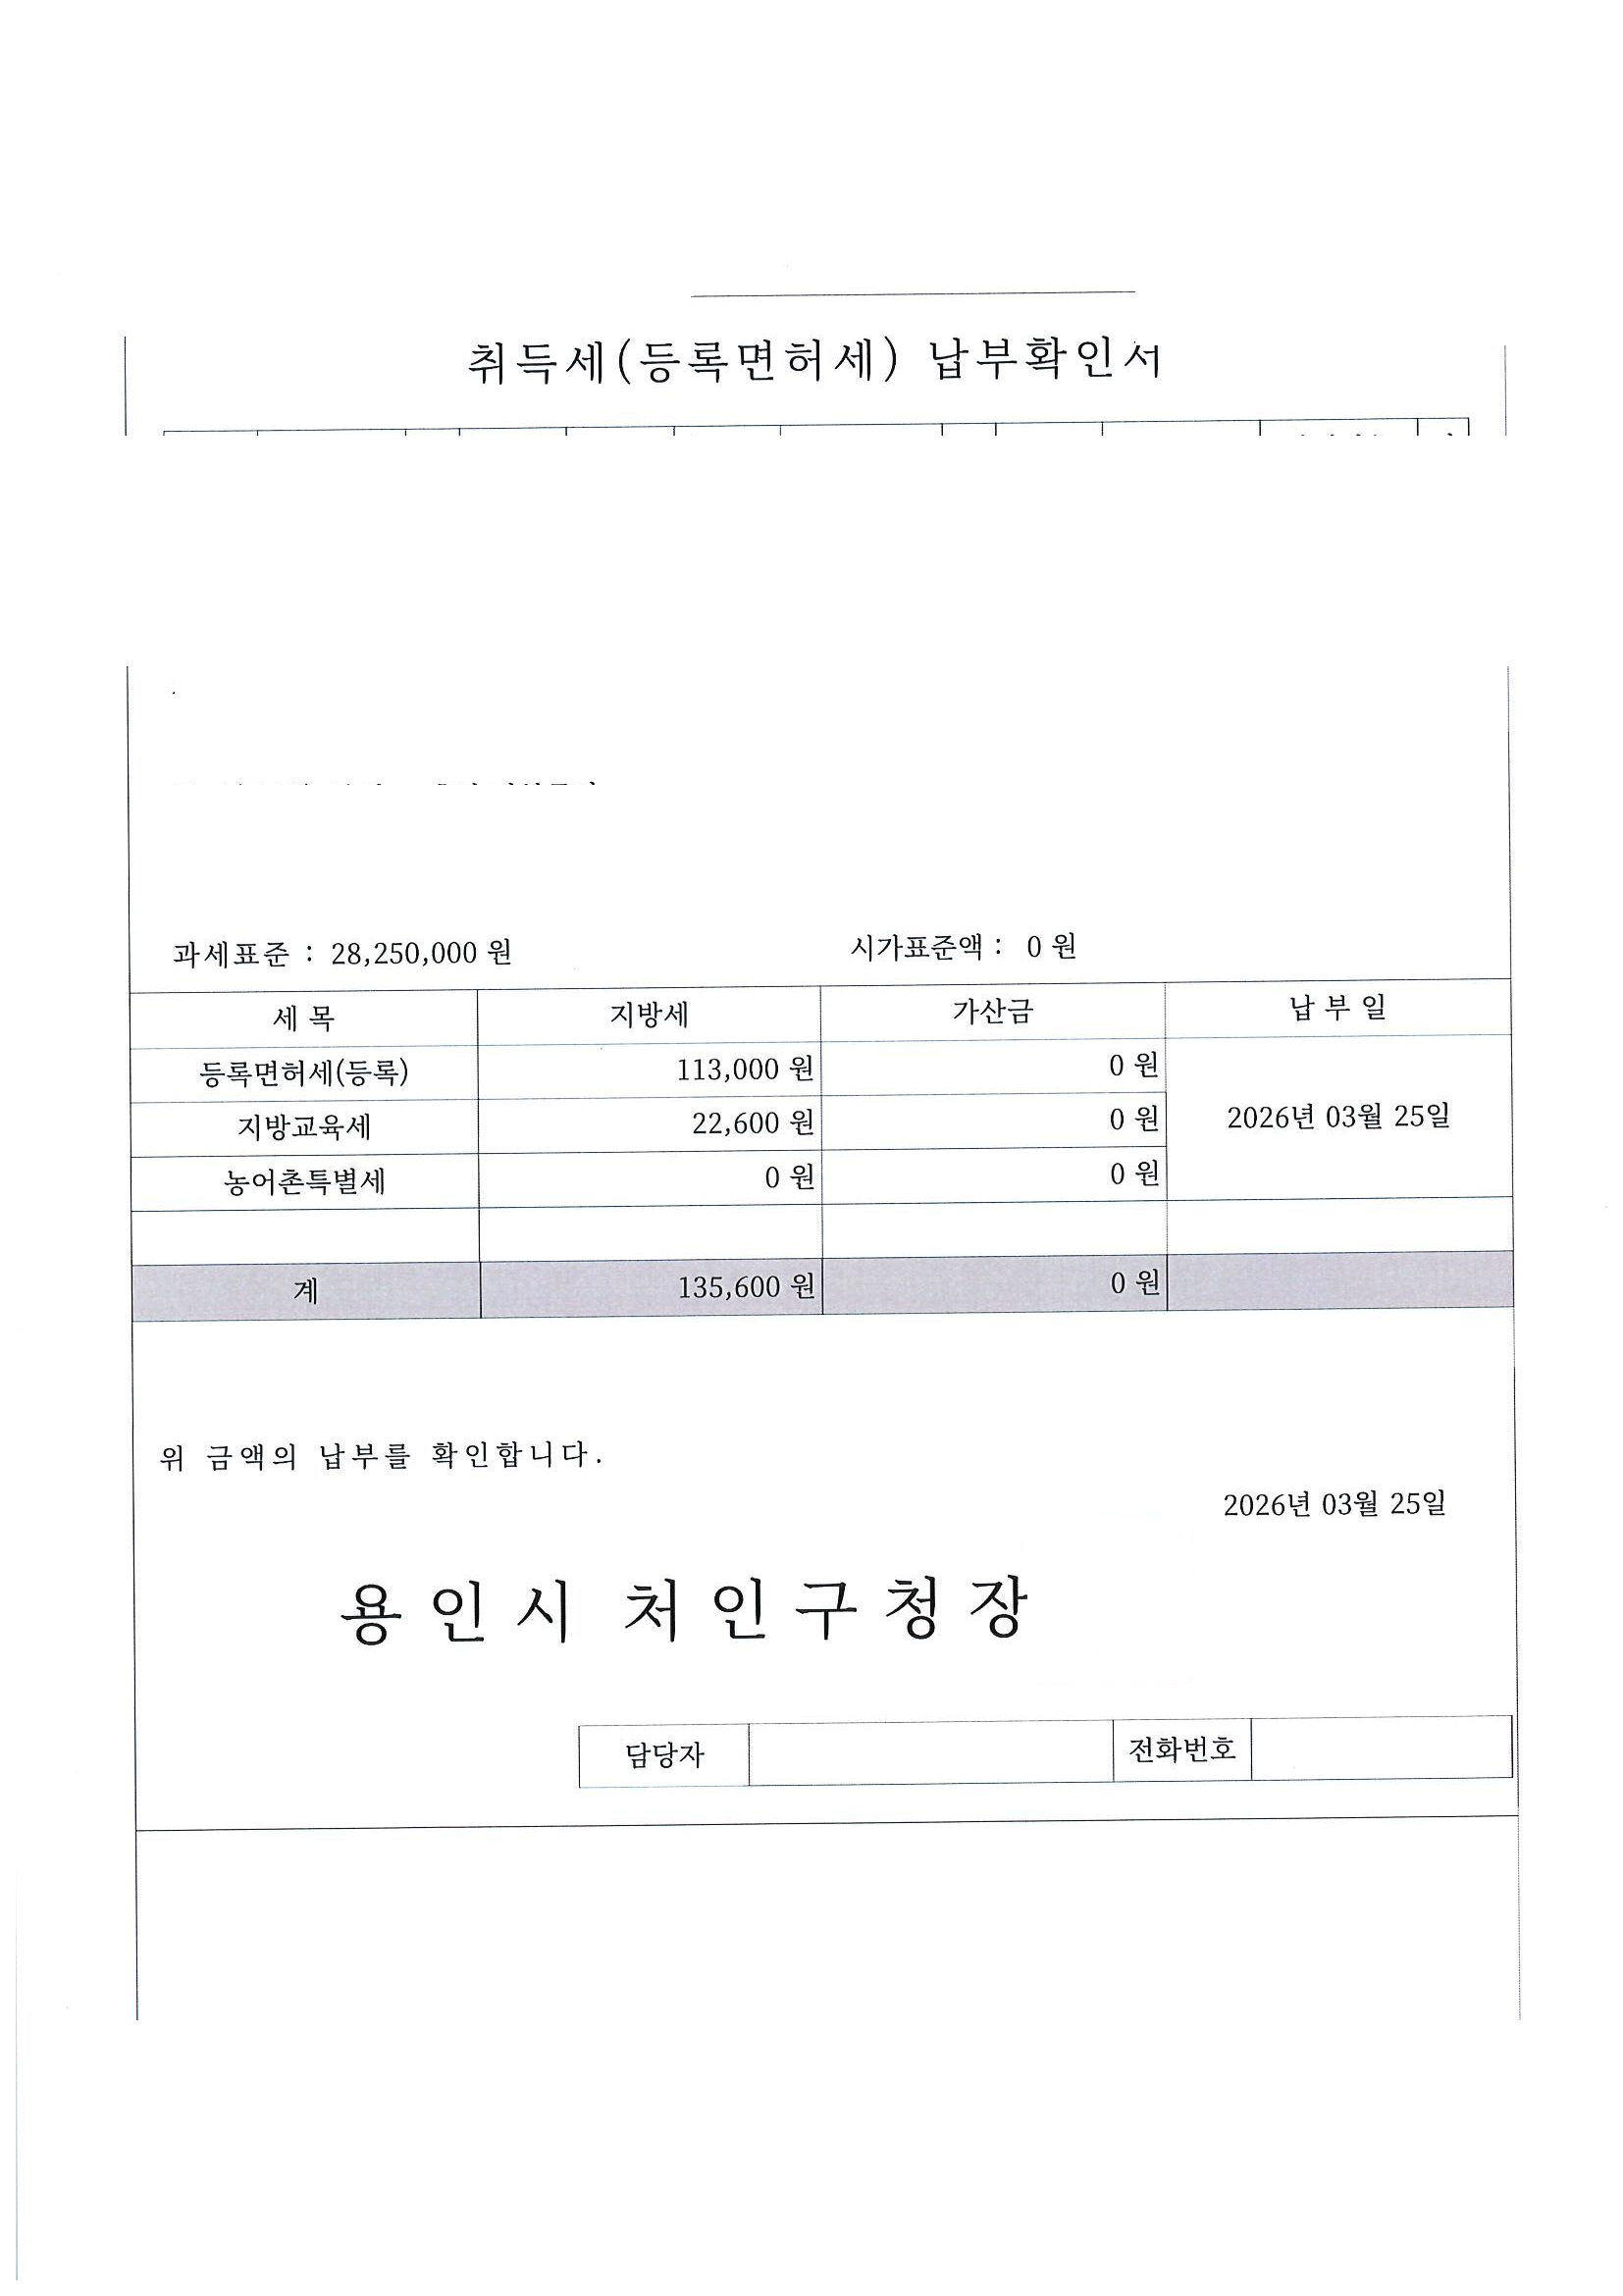 취득세(등록면허세) 납부확인서
과세표준 : 28,250,000 원 시가표준액 : 0 원
세 목 지방세 가산금 납 부 일
등록면허세(등록) 113,000 원 0 원
지방교육세 22,600 원 0 원 2026년 03월 25일
농어촌특별세 0 원 0 원
계 135,600 원 0 원
위 금액의 납부를 확인합니다.
2026년 03월 25일
용인시 처인구청장
담당자 전화번호